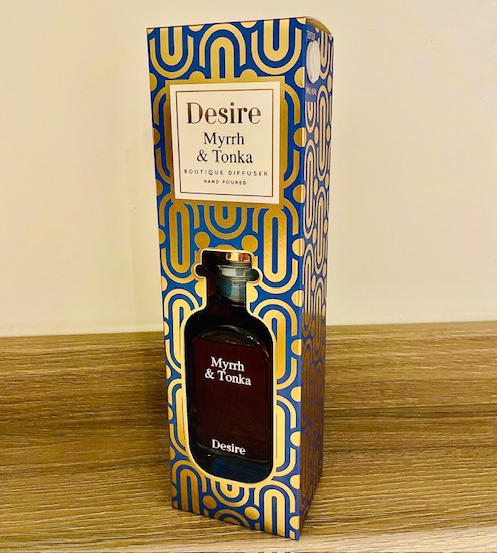 Desire
Myrrh
& Tonka
BOUTIQUE DIFFUSER
HAND POURED
Myrrh
& Tonka
Desire